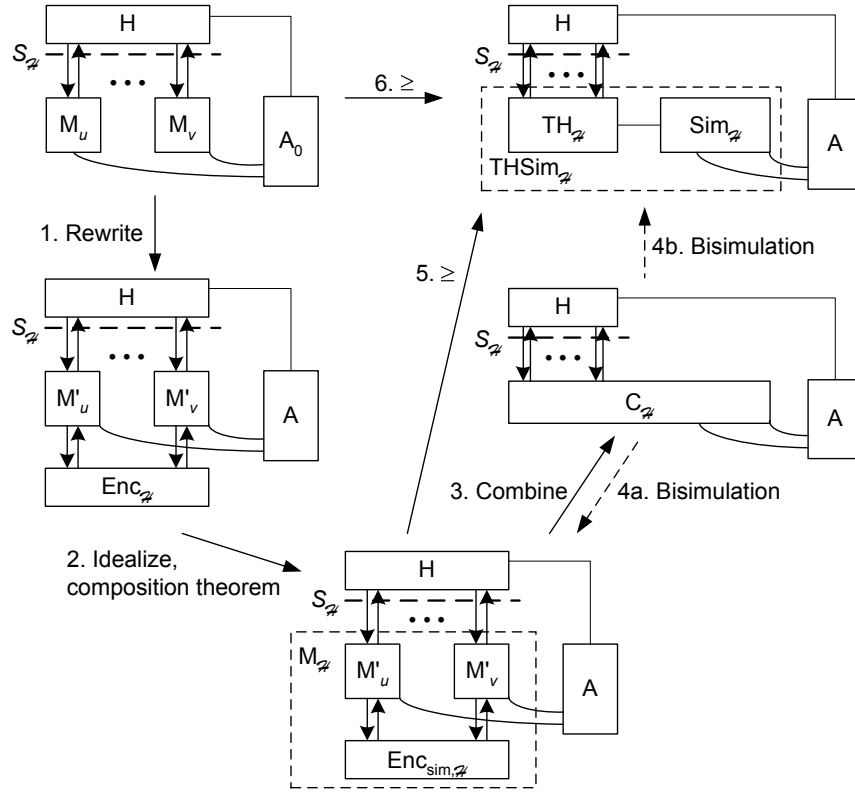 H
S_ℋ
• • •
M_u
M_v
A_0
6. ≥
H
S_ℋ
• • •
TH_ℋ
Sim_ℋ
A
THSim_ℋ
1. Rewrite
4b. Bisimulation
5. ≥
H
S_ℋ
• • •
M'_u
M'_v
A
Enc_ℋ
H
S_ℋ
• • •
C_ℋ
A
3. Combine
4a. Bisimulation
2. Idealize,
composition theorem
H
S_ℋ
• • •
M_ℋ
M'_u
M'_v
A
Enc_sim,ℋ